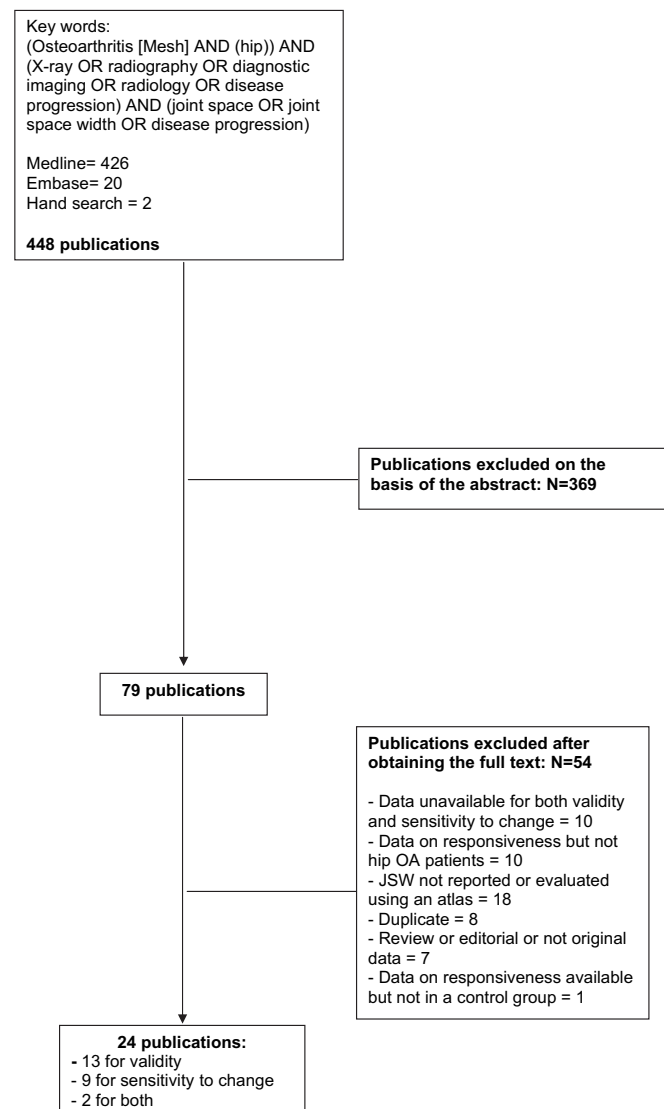 Key words:
(Osteoarthritis [Mesh] AND (hip)) AND
(X-ray OR radiography OR diagnostic
imaging OR radiology OR disease
progression) AND (joint space OR joint
space width OR disease progression)
Medline= 426
Embase= 20
Hand search = 2
448 publications
Publications excluded on the
basis of the abstract: N=369
79 publications
Publications excluded after
obtaining the full text: N=54
- Data unavailable for both validity
and sensitivity to change = 10
- Data on responsiveness but not
hip OA patients = 10
- JSW not reported or evaluated
using an atlas = 18
- Duplicate = 8
- Review or editorial or not original
data = 7
- Data on responsiveness available
but not in a control group = 1
24 publications:
- 13 for validity
- 9 for sensitivity to change
- 2 for both